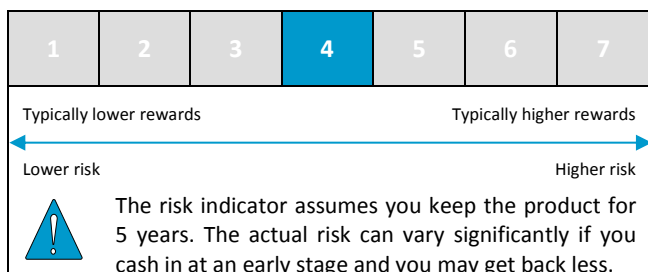 1 2 3 4 5 6 7
Typically lower rewards Typically higher rewards
Lower risk Higher risk
The risk indicator assumes you keep the product for
5 years. The actual risk can vary significantly if you
cash in at an early stage and you may get back less.